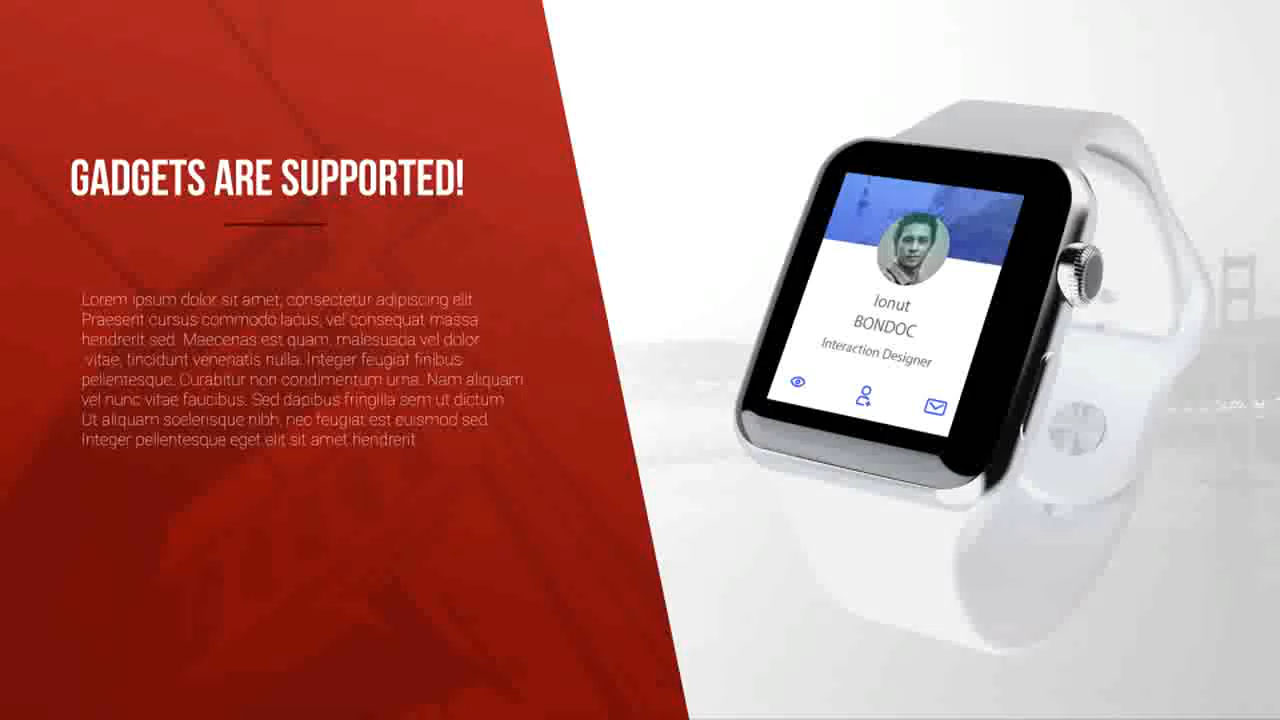 GADGETS ARE SUPPORTED!
Lorem ipsum dolor sit amet, consectetur adipiscing elit
Praesent cursus commodo lacus, vel consequat massa
hendrerit sed. Maecenas est quam, malesuada vel dolor
vitae, tincidunt venenatis nulla. Integer feugiat finibus
pellentesque. Curabitur non condimentum urna. Nam aliquam
vel nunc vitae faucibus. Sed dapibus fringilla sem ut dictum
Ut aliquam scelerisque nibh, nec feugiat est euismod sed.
Integer pellentesque eget elit sit amet hendrerit
Ionut
BONDOC
Interaction Designer